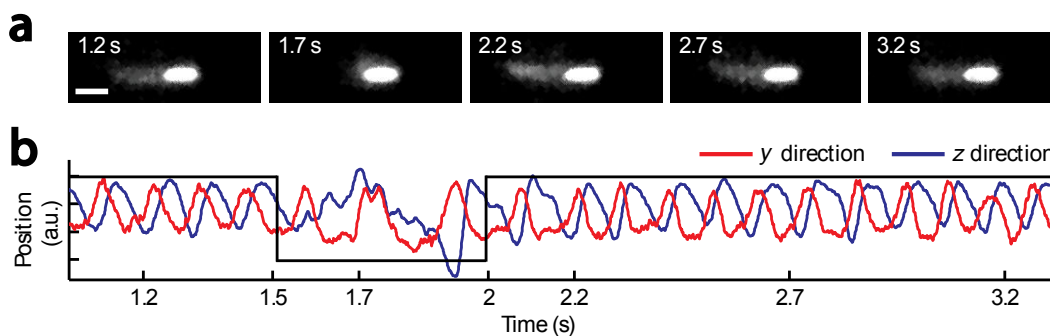 a
1.2 s
1.7 s
2.2 s
2.7 s
3.2 s
b
y direction
z direction
Position
(a.u.)
1.2
1.5
1.7
2
2.2
2.7
3.2
Time (s)